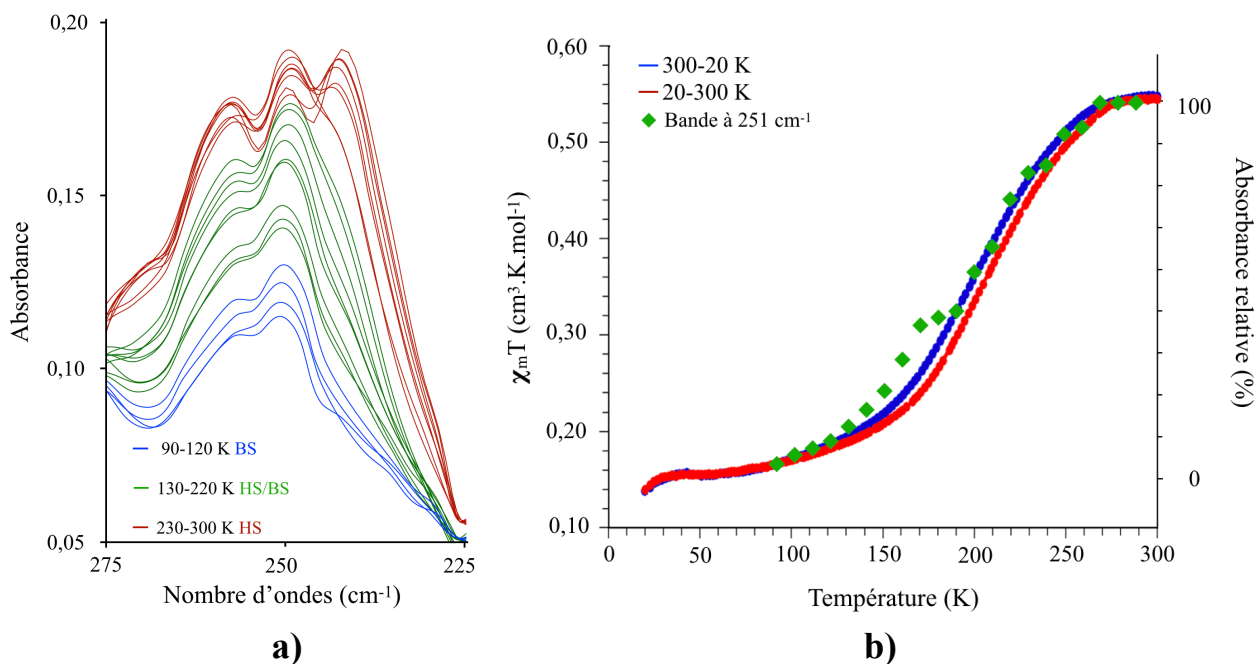 0,20
0,15
0,10
0,05
Absorbance
90-120 K BS
130-220 K HS/BS
230-300 K HS
275
250
225
Nombre d’ondes (cm-1)
a)
0,60
0,50
0,40
0,30
0,20
0.10
χmT (cm³.K.mol-1)
300-20 K
20-300 K
Bande à 251 cm-1
100
0
Absorbance relative (%)
0
50
100
150
200
250
300
Température (K)
b)